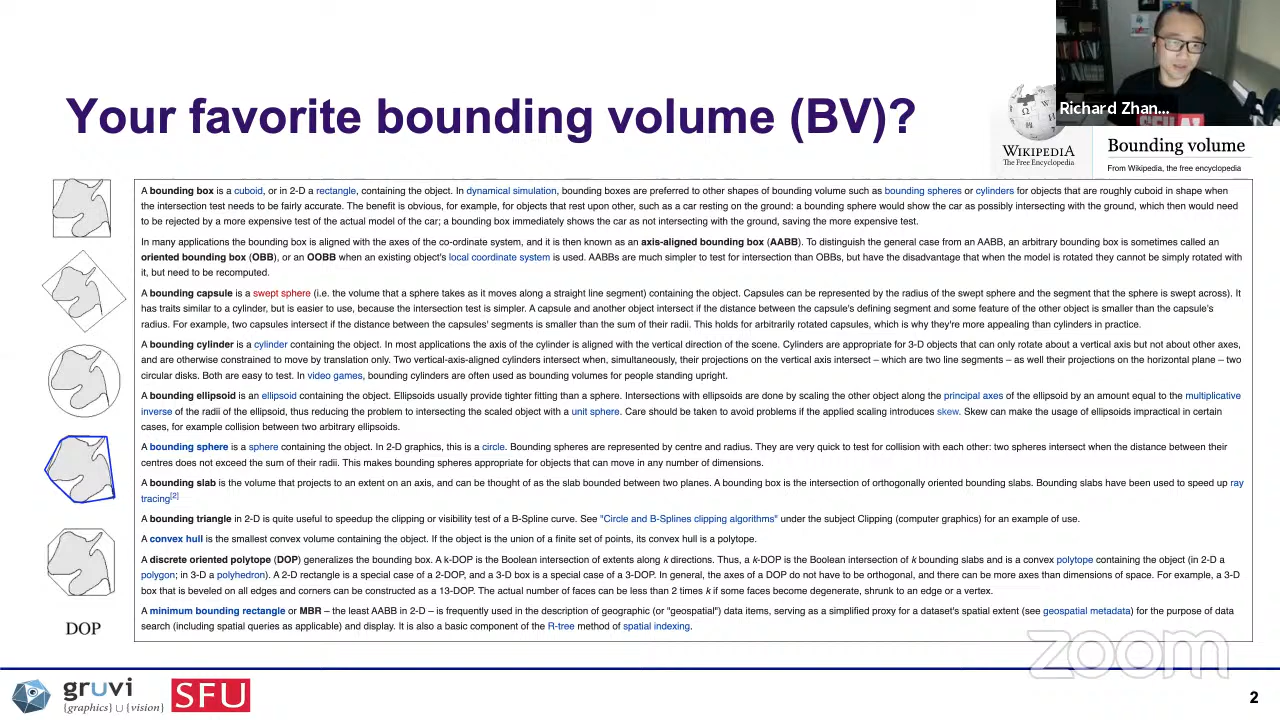 Richard Zhan...
Your favorite bounding volume (BV)?
WIKIPEDIA
The Free Encyclopedia
Bounding volume
From Wikipedia, the free encyclopedia
A bounding box is a cuboid, or in 2-D a rectangle, containing the object. In dynamical simulation, bounding boxes are preferred to other shapes of bounding volume such as bounding spheres or cylinders for objects that are roughly cuboid in shape when
the intersection test needs to be fairly accurate. The benefit is obvious, for example, for objects that rest upon other, such as a car resting on the ground: a bounding sphere would show the car as possibly intersecting with the ground, which then would need
to be rejected by a more expensive test of the actual model of the car; a bounding box immediately shows the car as not intersecting with the ground, saving the more expensive test.
In many applications the bounding box is aligned with the axes of the co-ordinate system, and it is then known as an axis-aligned bounding box (AABB). To distinguish the general case from an AABB, an arbitrary bounding box is sometimes called an
oriented bounding box (OBB), or an OOBB when an existing object's local coordinate system is used. AABBs are much simpler to test for intersection than OBBs, but have the disadvantage that when the model is rotated they cannot be simply rotated with
it, but need to be recomputed.
A bounding capsule is a swept sphere (i.e. the volume that a sphere takes as it moves along a straight line segment) containing the object. Capsules can be represented by the radius of the swept sphere and the segment that the sphere is swept across). It
has traits similar to a cylinder, but is easier to use, because the intersection test is simpler. A capsule and another object intersect if the distance between the capsule's defining segment and some feature of the other object is smaller than the capsule's
radius. For example, two capsules intersect if the distance between the capsules' segments is smaller than the sum of their radii. This holds for arbitrarily rotated capsules, which is why they're more appealing than cylinders in practice.
A bounding cylinder is a cylinder containing the object. In most applications the axis of the cylinder is aligned with the vertical direction of the scene. Cylinders are appropriate for 3-D objects that can only rotate about a vertical axis but not about other axes,
and are otherwise constrained to move by translation only. Two vertical-axis-aligned cylinders intersect when, simultaneously, their projections on the vertical axis intersect – which are two line segments – as well their projections on the horizontal plane – two
circular disks. Both are easy to test. In video games, bounding cylinders are often used as bounding volumes for people standing upright.
A bounding ellipsoid is an ellipsoid containing the object. Ellipsoids usually provide tighter fitting than a sphere. Intersections with ellipsoids are done by scaling the other object along the principal axes of the ellipsoid by an amount equal to the multiplicative
inverse of the radii of the ellipsoid, thus reducing the problem to intersecting the scaled object with a unit sphere. Care should be taken to avoid problems if the applied scaling introduces skew. Skew can make the usage of ellipsoids impractical in certain
cases, for example collision between two arbitrary ellipsoids.
A bounding sphere is a sphere containing the object. In 2-D graphics, this is a circle. Bounding spheres are represented by centre and radius. They are very quick to test for collision with each other: two spheres intersect when the distance between their
centres does not exceed the sum of their radii. This makes bounding spheres appropriate for objects that can move in any number of dimensions.
A bounding slab is the volume that projects to an extent on an axis, and can be thought of as the slab bounded between two planes. A bounding box is the intersection of orthogonally oriented bounding slabs. Bounding slabs have been used to speed up ray
tracing[2]
A bounding triangle in 2-D is quite useful to speedup the clipping or visibility test of a B-Spline curve. See "Circle and B-Splines clipping algorithms" under the subject Clipping (computer graphics) for an example of use.
A convex hull is the smallest convex volume containing the object. If the object is the union of a finite set of points, its convex hull is a polytope.
A discrete oriented polytope (DOP) generalizes the bounding box. A k-DOP is the Boolean intersection of extents along k directions. Thus, a k-DOP is the Boolean intersection of k bounding slabs and is a convex polytope containing the object (in 2-D a
polygon; in 3-D a polyhedron). A 2-D rectangle is a special case of a 2-DOP, and a 3-D box is a special case of a 3-DOP. In general, the axes of a DOP do not have to be orthogonal, and there can be more axes than dimensions of space. For example, a 3-D
box that is beveled on all edges and corners can be constructed as a 13-DOP. The actual number of faces can be less than 2 times k if some faces become degenerate, shrunk to an edge or a vertex.
A minimum bounding rectangle or MBR – the least AABB in 2-D – is frequently used in the description of geographic (or "geospatial") data items, serving as a simplified proxy for a dataset's spatial extent (see geospatial metadata) for the purpose of data
search (including spatial queries as applicable) and display. It is also a basic component of the R-tree method of spatial indexing.
DOP
zoom
gruvi
{graphics} ∪ {vision}
SFU
2